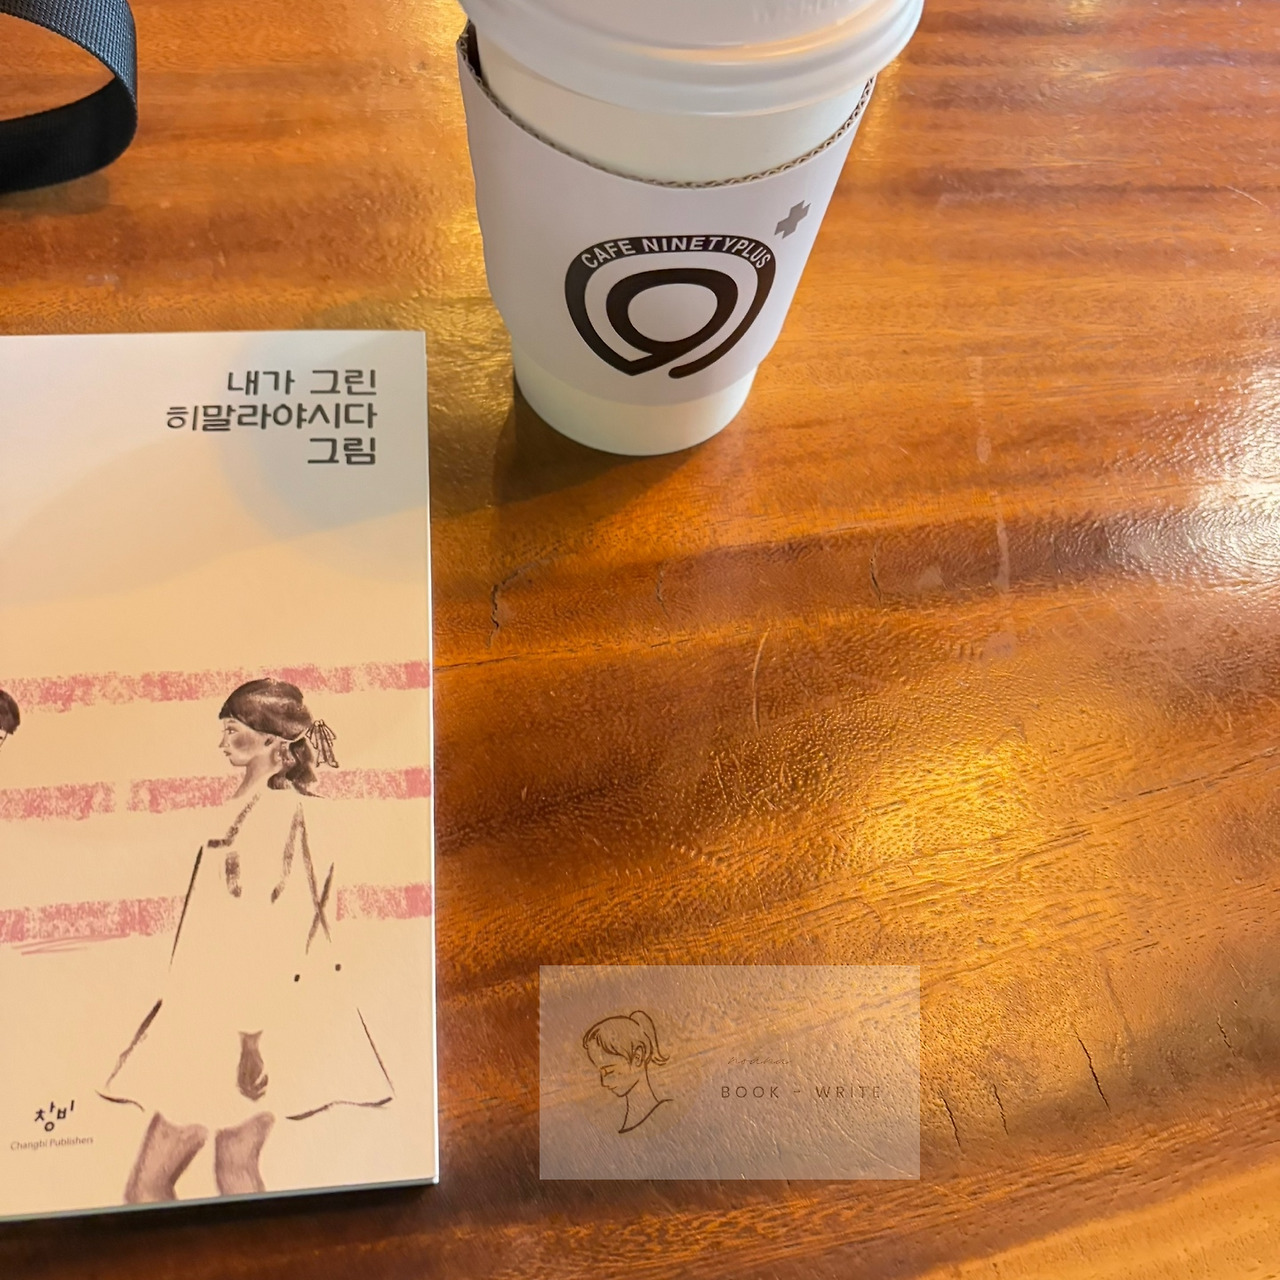 CAFE NINETYPLUS
내가 그린
히말라야시다
그림
창비
Changbi Publishers
BOOK - WRITE